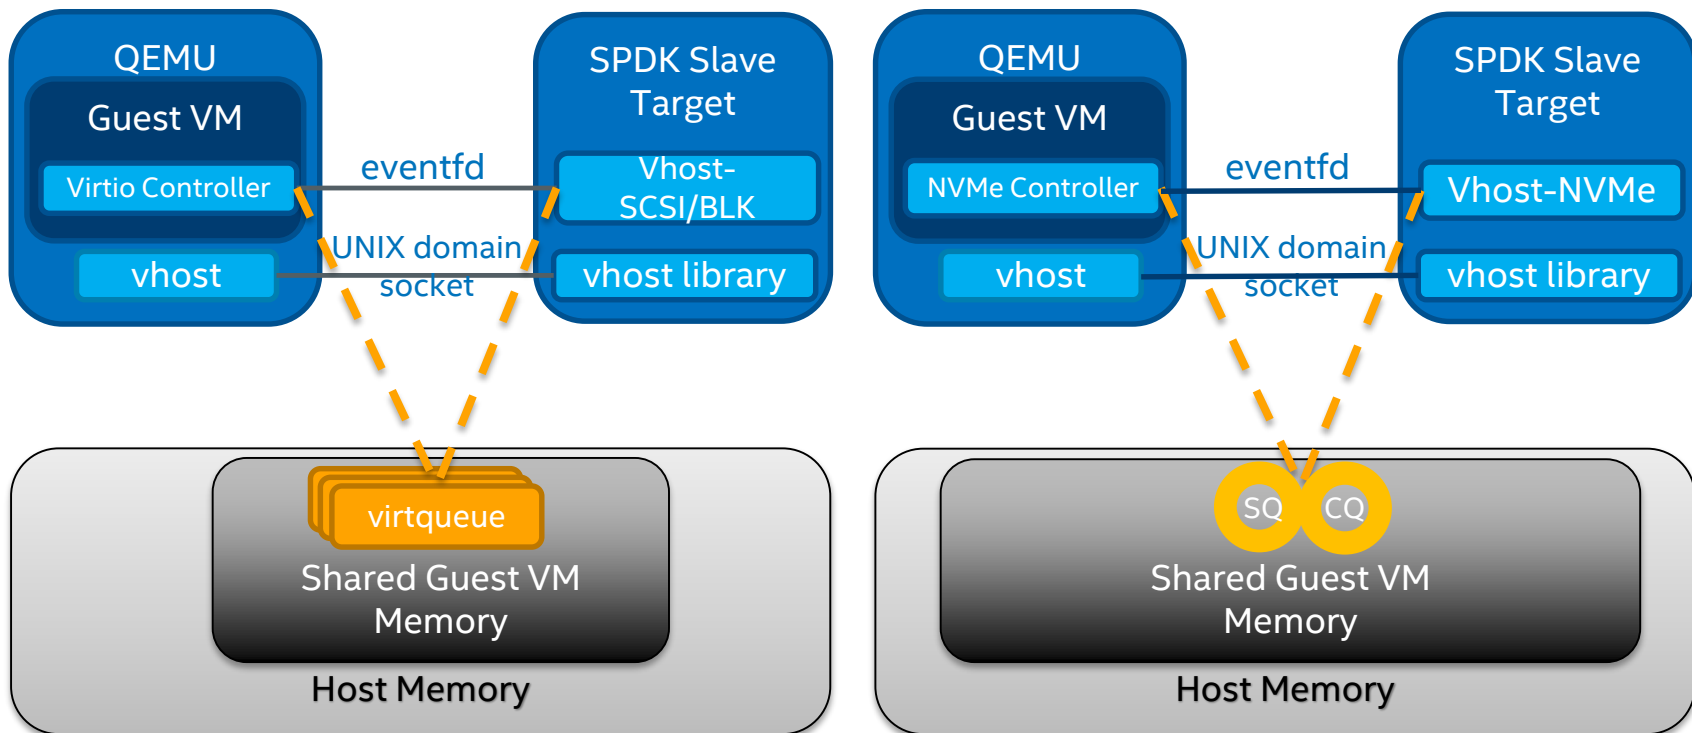 QEMU
Guest VM
Virtio Controller
vhost
eventfd
UNIX domain
socket
SPDK Slave
Target
Vhost-
SCSI/BLK
vhost library
virtqueue
Shared Guest VM
Memory
Host Memory
QEMU
Guest VM
NVMe Controller
vhost
eventfd
UNIX domain
socket
SPDK Slave
Target
Vhost-NVMe
vhost library
SQ
CQ
Shared Guest VM
Memory
Host Memory